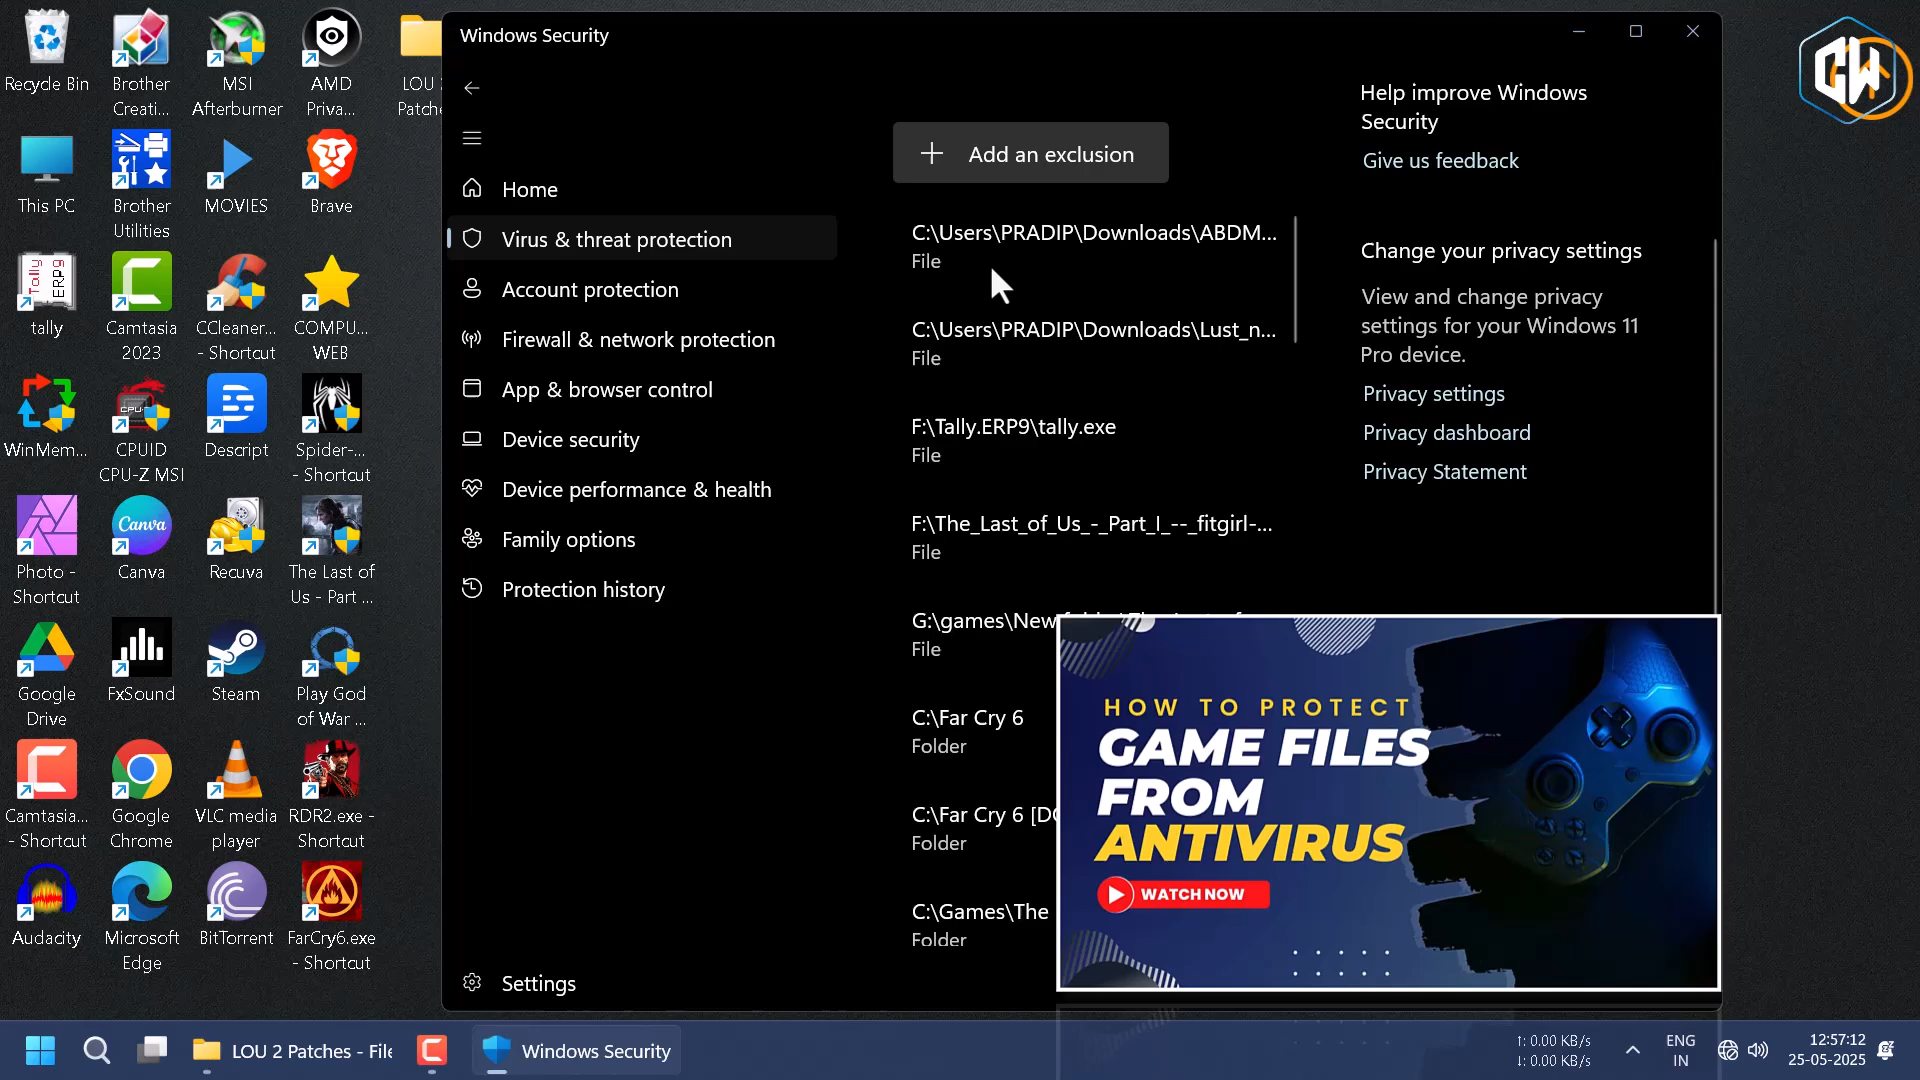 Recycle Bin
Brother
Creati...
MSI
Afterburner
AMD
Priva...
LOU
Patche
This PC
Brother
Utilities
MOVIES
Brave
Tally
ERP9
tally
Camtasia
2023
CCleaner...
- Shortcut
COMPU...
WEB
WinMem...
CPUID
CPU-Z MSI
Descript
Spider-...
- Shortcut
Photo -
Shortcut
Canva
Canva
Recuva
The Last of
Us - Part ...
Google
Drive
FxSound
Steam
Play God
of War ...
Camtasia...
- Shortcut
Google
Chrome
VLC media
player
RDR2.exe -
Shortcut
Audacity
Microsoft
Edge
BitTorrent
FarCry6.exe
- Shortcut
Windows Security
Home
Virus & threat protection
Account protection
Firewall & network protection
App & browser control
Device security
Device performance & health
Family options
Protection history
Settings
Add an exclusion
C:\Users\PRADIP\Downloads\ABDM...
File
C:\Users\PRADIP\Downloads\Lust_n...
File
F:\Tally.ERP9\tally.exe
File
F:\The_Last_of_Us_-_Part_I_--_fitgirl-...
File
G:\games\New
File
C:\Far Cry 6
Folder
C:\Far Cry 6 [DO
Folder
C:\Games\The
Folder
Help improve Windows
Security
Give us feedback
Change your privacy settings
View and change privacy
settings for your Windows 11
Pro device.
Privacy settings
Privacy dashboard
Privacy Statement
HOW TO PROTECT
GAME FILES
FROM
ANTIVIRUS
WATCH NOW
CW
LOU 2 Patches - File
Windows Security
↑: 0.00 KB/s
↓: 0.00 KB/s
ENG
IN
12:57:12
25-05-2025